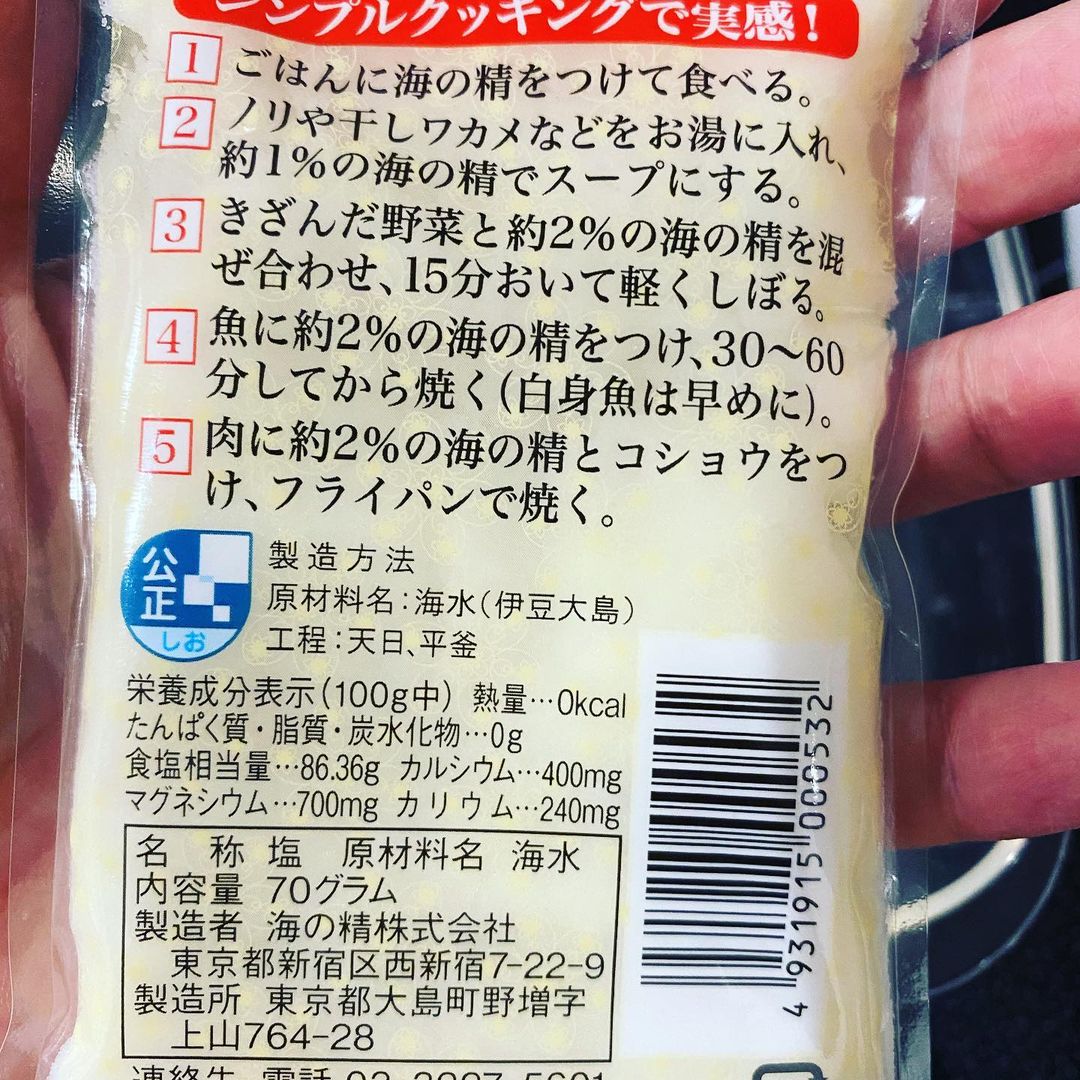 ンプルクッキングで実感！
1 ごはんに海の精をつけて食べる。
2 ノリや干しワカメなどをお湯に入れ、
約1%の海の精でスープにする。
3 きざんだ野菜と約2%の海の精を混
ぜ合わせ、15分おいて軽くしぼる。
4 魚に約2%の海の精をつけ、30〜60
分してから焼く(白身魚は早めに)。
5 肉に約2%の海の精とコショウをつ
け、フライパンで焼く。
公正
しお
製造方法
原材料名：海水（伊豆大島）
工程：天日、平釜
栄養成分表示（100g中） 熱量…0kcal
たんぱく質・脂質・炭水化物…0g
食塩相当量…86.36g カルシウム…400mg
マグネシウム…700mg カリウム…240mg
名 称 塩 原材料名 海水
内容量 70グラム
製造者 海の精株式会社
東京都新宿区西新宿7-22-9
製造所 東京都大島町野増字
上山764-28
連絡先 電話
4 931915 000532